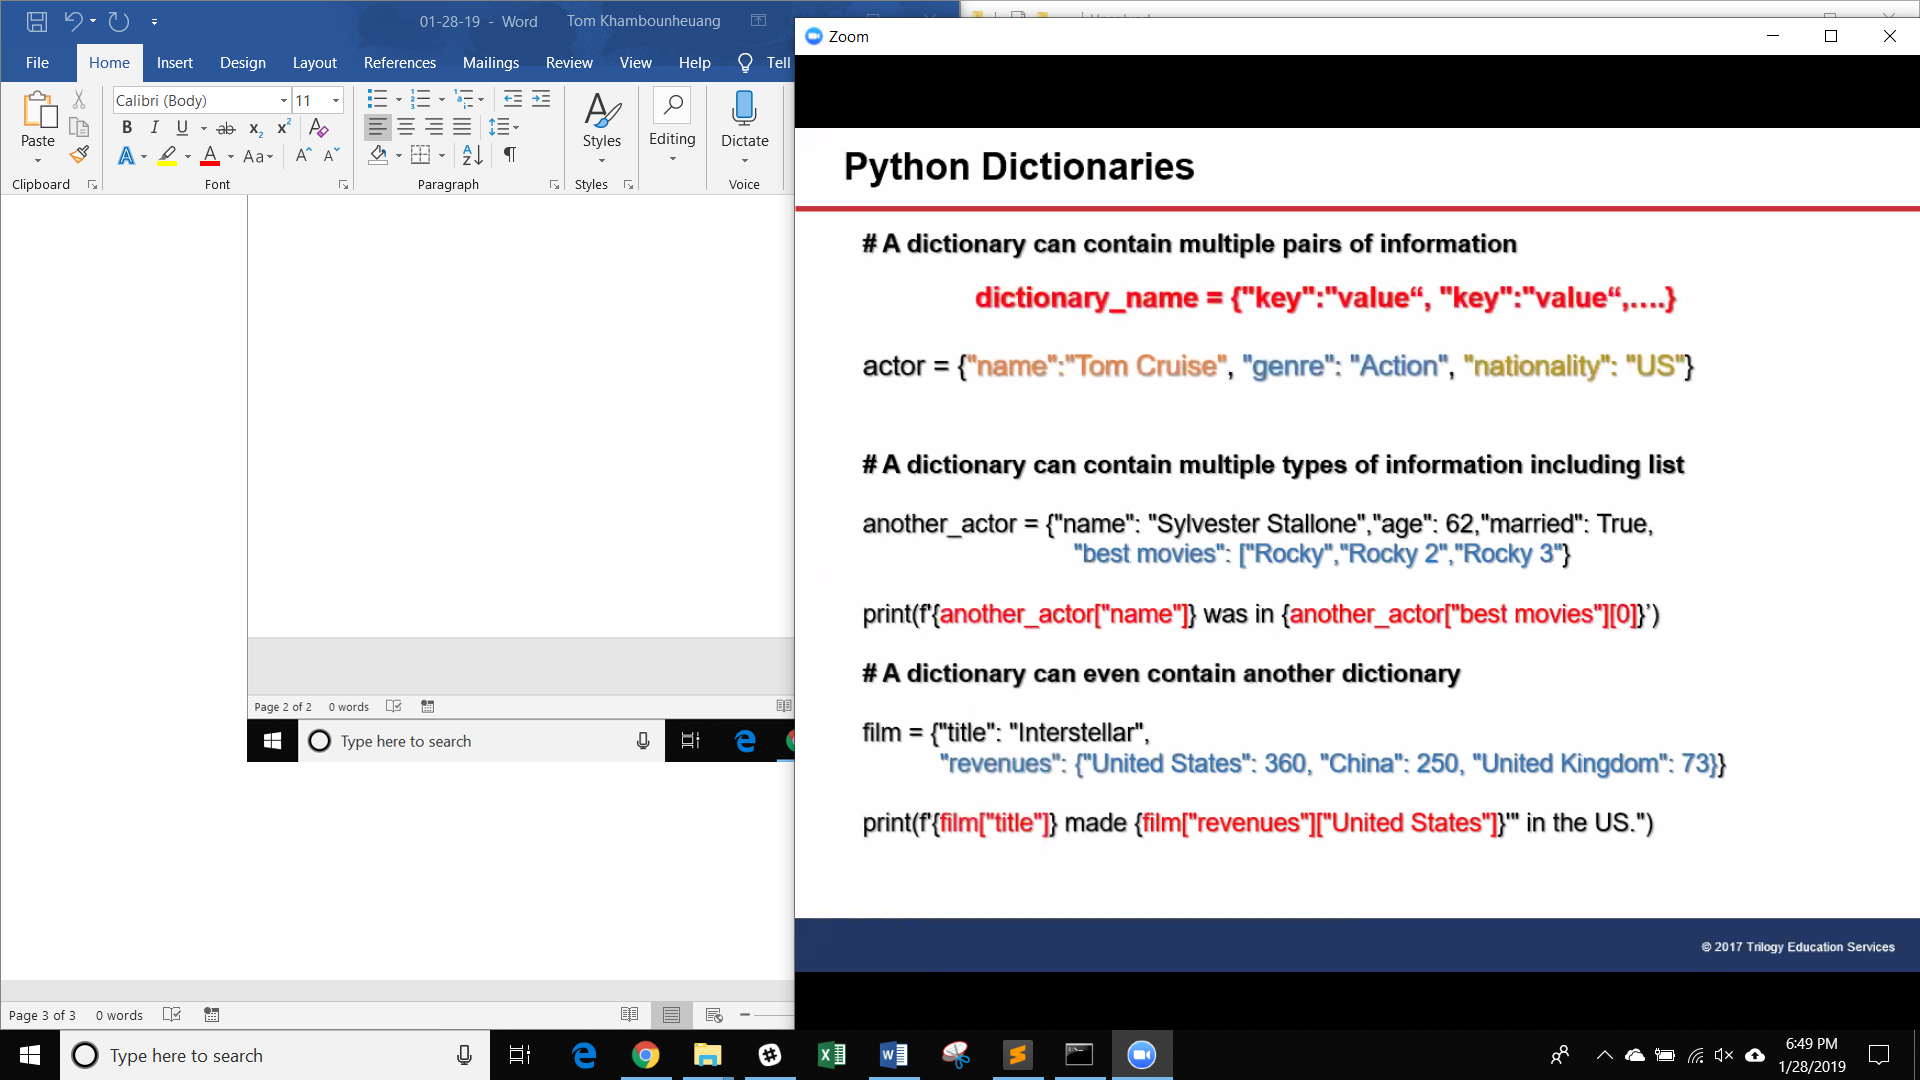 01-28-19 - Word
Tom Khambounheuang
File
Home
Insert
Design
Layout
References
Mailings
Review
View
Help
Tell
Calibri (Body)
11
Paste
B I U ab x₂ x²
A A Aa A A
Styles
Editing
Dictate
Clipboard
Font
Paragraph
Styles
Voice
Page 2 of 2
0 words
Type here to search
Zoom
Python Dictionaries
# A dictionary can contain multiple pairs of information
dictionary_name = {"key":"value“, "key":"value“,….}
actor = {"name":"Tom Cruise", "genre": "Action", "nationality": "US"}
# A dictionary can contain multiple types of information including list
another_actor = {"name": "Sylvester Stallone","age": 62,"married": True,
"best movies": ["Rocky","Rocky 2","Rocky 3"}
print(f'{another_actor["name"]} was in {another_actor["best movies"][0]}’)
# A dictionary can even contain another dictionary
film = {"title": "Interstellar",
"revenues": {"United States": 360, "China": 250, "United Kingdom": 73}}
print(f'{film["title"]} made {film["revenues"]["United States"]}'" in the US.")
© 2017 Trilogy Education Services
Page 3 of 3
0 words
Type here to search
6:49 PM
1/28/2019